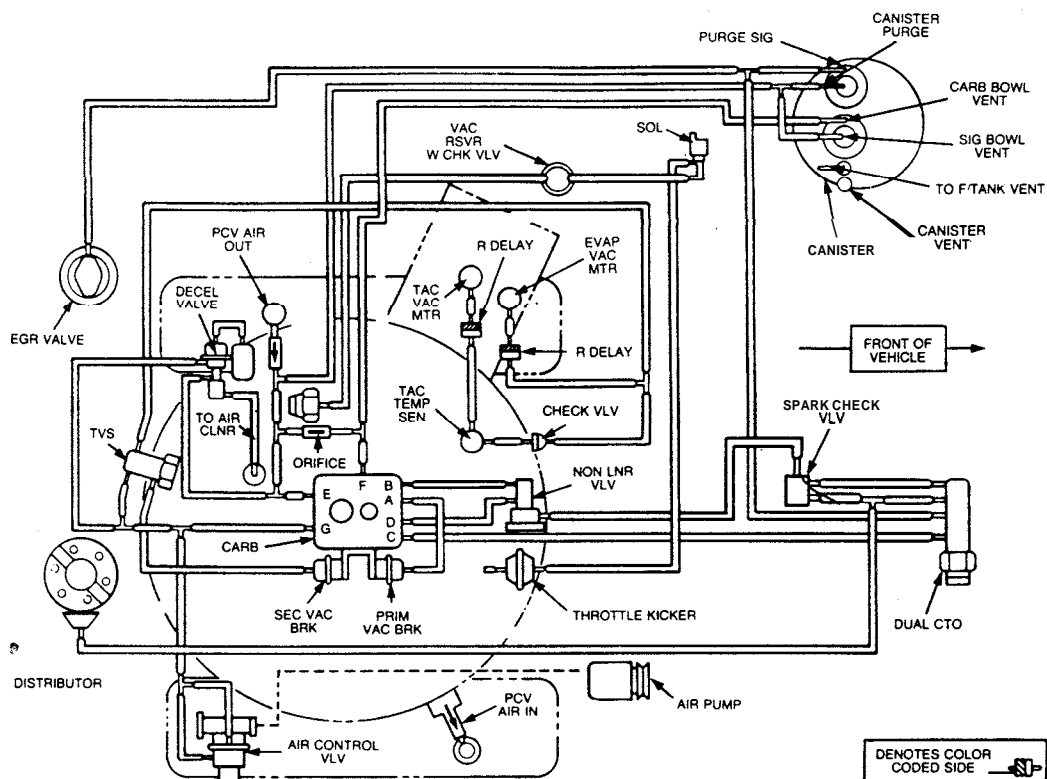 CANISTER
PURGE
PURGE SIG
CARB BOWL
VENT
SOL
VAC
RSVR
W CHK VLV
SIG BOWL
VENT
TO F/TANK VENT
CANISTER
VENT
CANISTER
PCV AIR
OUT
R DELAY
EVAP
VAC
MTR
TAC
VAC
MTR
DECEL
VALVE
EGR VALVE
R DELAY
FRONT OF
VEHICLE
TAC
TEMP
SEN
CHECK VLV
SPARK CHECK
VLV
TVS
TO AIR
CLNR
ORIFICE
NON LNR
VLV
F
B
A
E
D
G
C
CARB
SEC VAC
BRK
PRIM
VAC BRK
THROTTLE KICKER
DUAL CTO
DISTRIBUTOR
AIR PUMP
PCV
AIR IN
AIR CONTROL
VLV
DENOTES COLOR
CODED SIDE